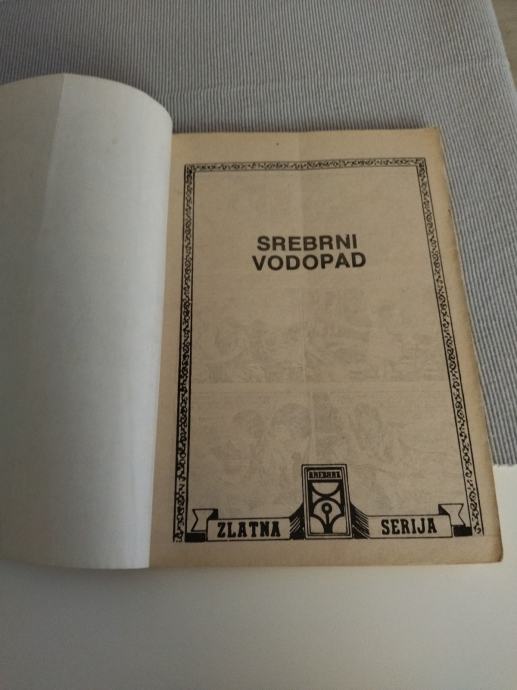 SREBRNI
VODOPAD
ZLATNA
SERIJA